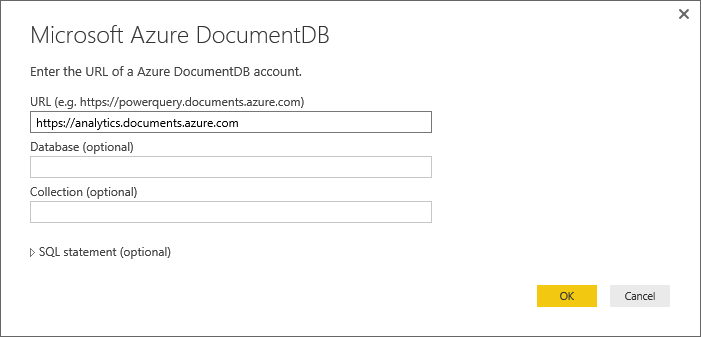 Microsoft Azure DocumentDB
Enter the URL of a Azure DocumentDB account.
URL (e.g. https://powerquery.documents.azure.com)
https://analytics.documents.azure.com
Database (optional)
Collection (optional)
SQL statement (optional)
OK
Cancel